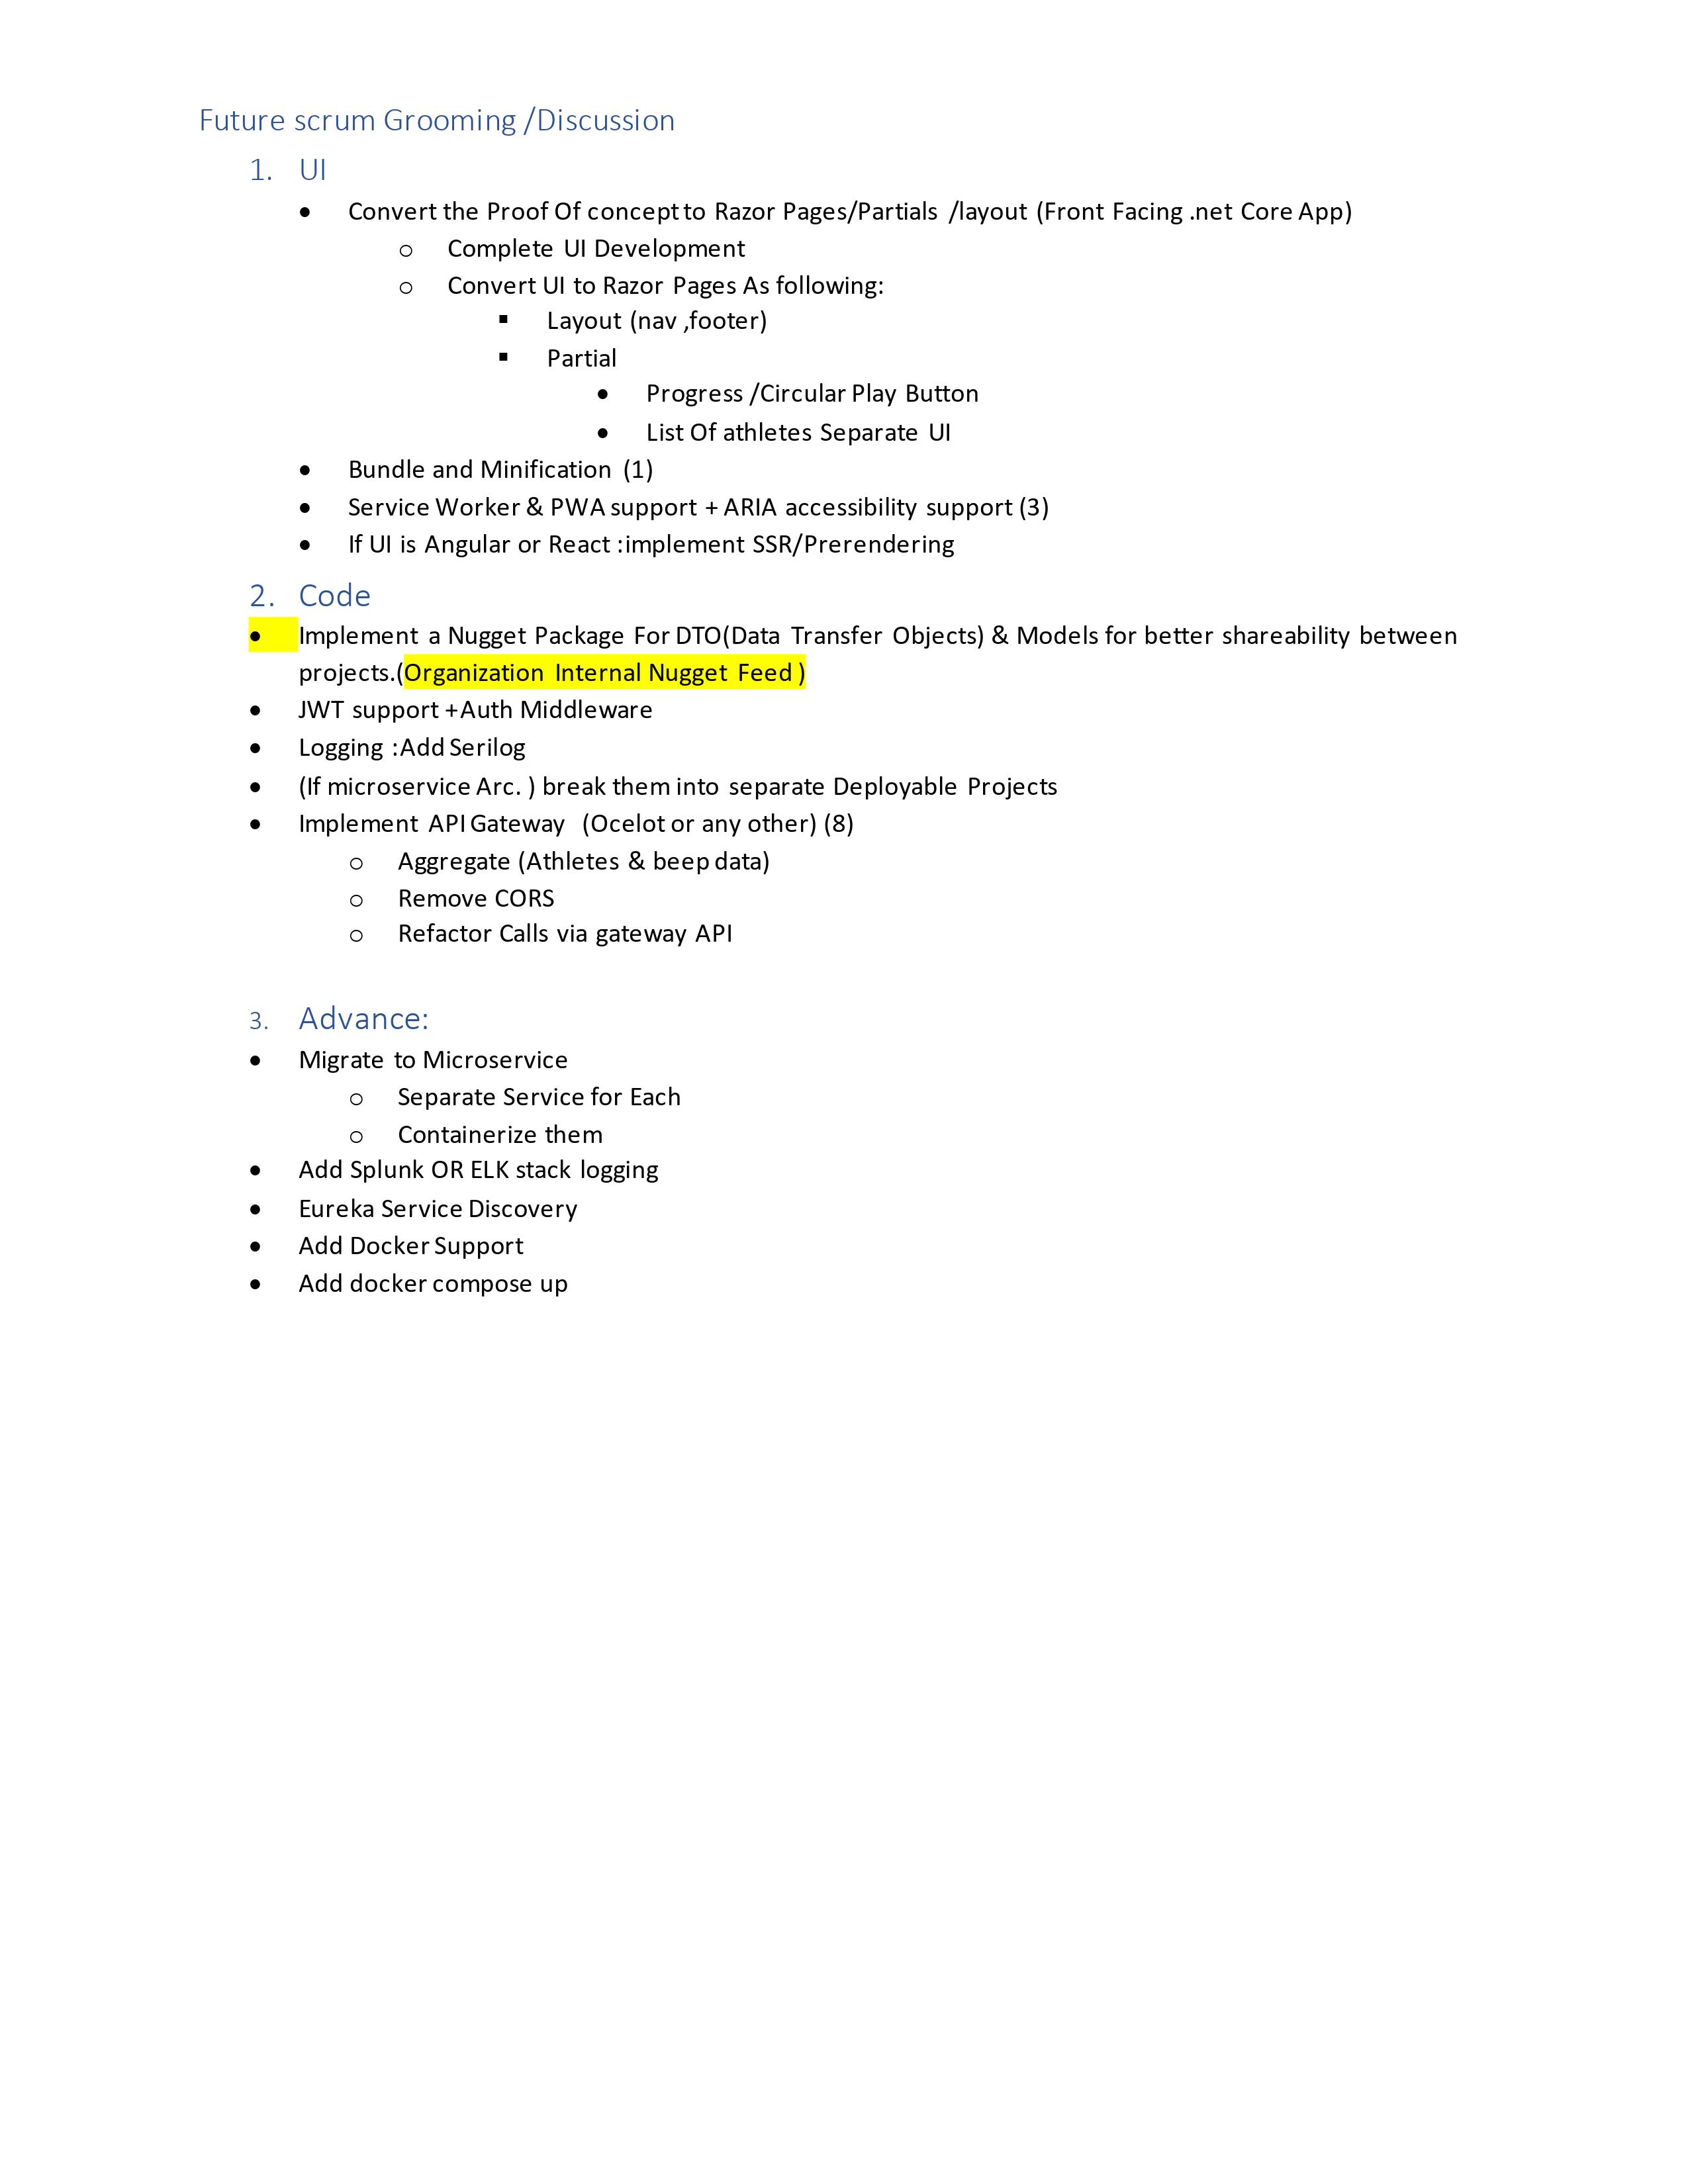 Future scrum Grooming /Discussion
1. UI
• Convert the Proof Of concept to Razor Pages/Partials /layout (Front Facing .net Core App)
o Complete UI Development
o Convert UI to Razor Pages As following:
▪ Layout (nav ,footer)
▪ Partial
• Progress /Circular Play Button
• List Of athletes Separate UI
• Bundle and Minification (1)
• Service Worker & PWA support + ARIA accessibility support (3)
• If UI is Angular or React :implement SSR/Prerendering
2. Code
• Implement a Nugget Package For DTO(Data Transfer Objects) & Models for better shareability between
projects.(Organization Internal Nugget Feed )
• JWT support +Auth Middleware
• Logging :Add Serilog
• (If microservice Arc. ) break them into separate Deployable Projects
• Implement API Gateway (Ocelot or any other) (8)
o Aggregate (Athletes & beep data)
o Remove CORS
o Refactor Calls via gateway API
3. Advance:
• Migrate to Microservice
o Separate Service for Each
o Containerize them
• Add Splunk OR ELK stack logging
• Eureka Service Discovery
• Add Docker Support
• Add docker compose up